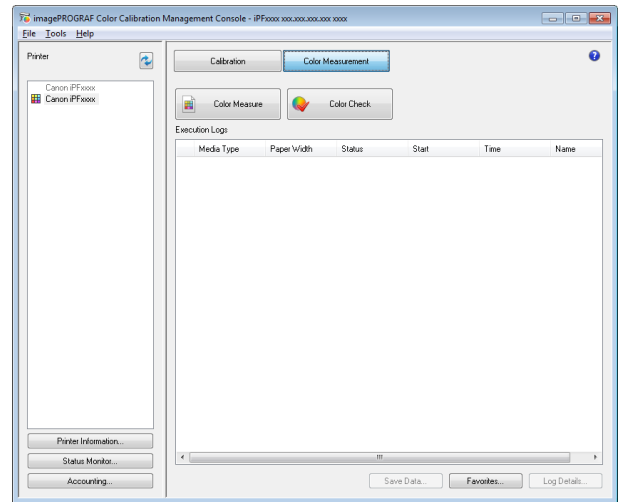 imagePROGRAF Color Calibration Management Console - iPFxxxx xxx.xxx.xxx.xxx xxxx
File Tools Help
Printer
Calibration Color Measurement
Canon iPFxxxx
Canon iPFxxxx
Color Measure Color Check
Execution Logs
Media Type Paper Width Status Start Time Name
Printer Information...
Status Monitor...
Accounting...
Save Data... Favorites... Log Details...